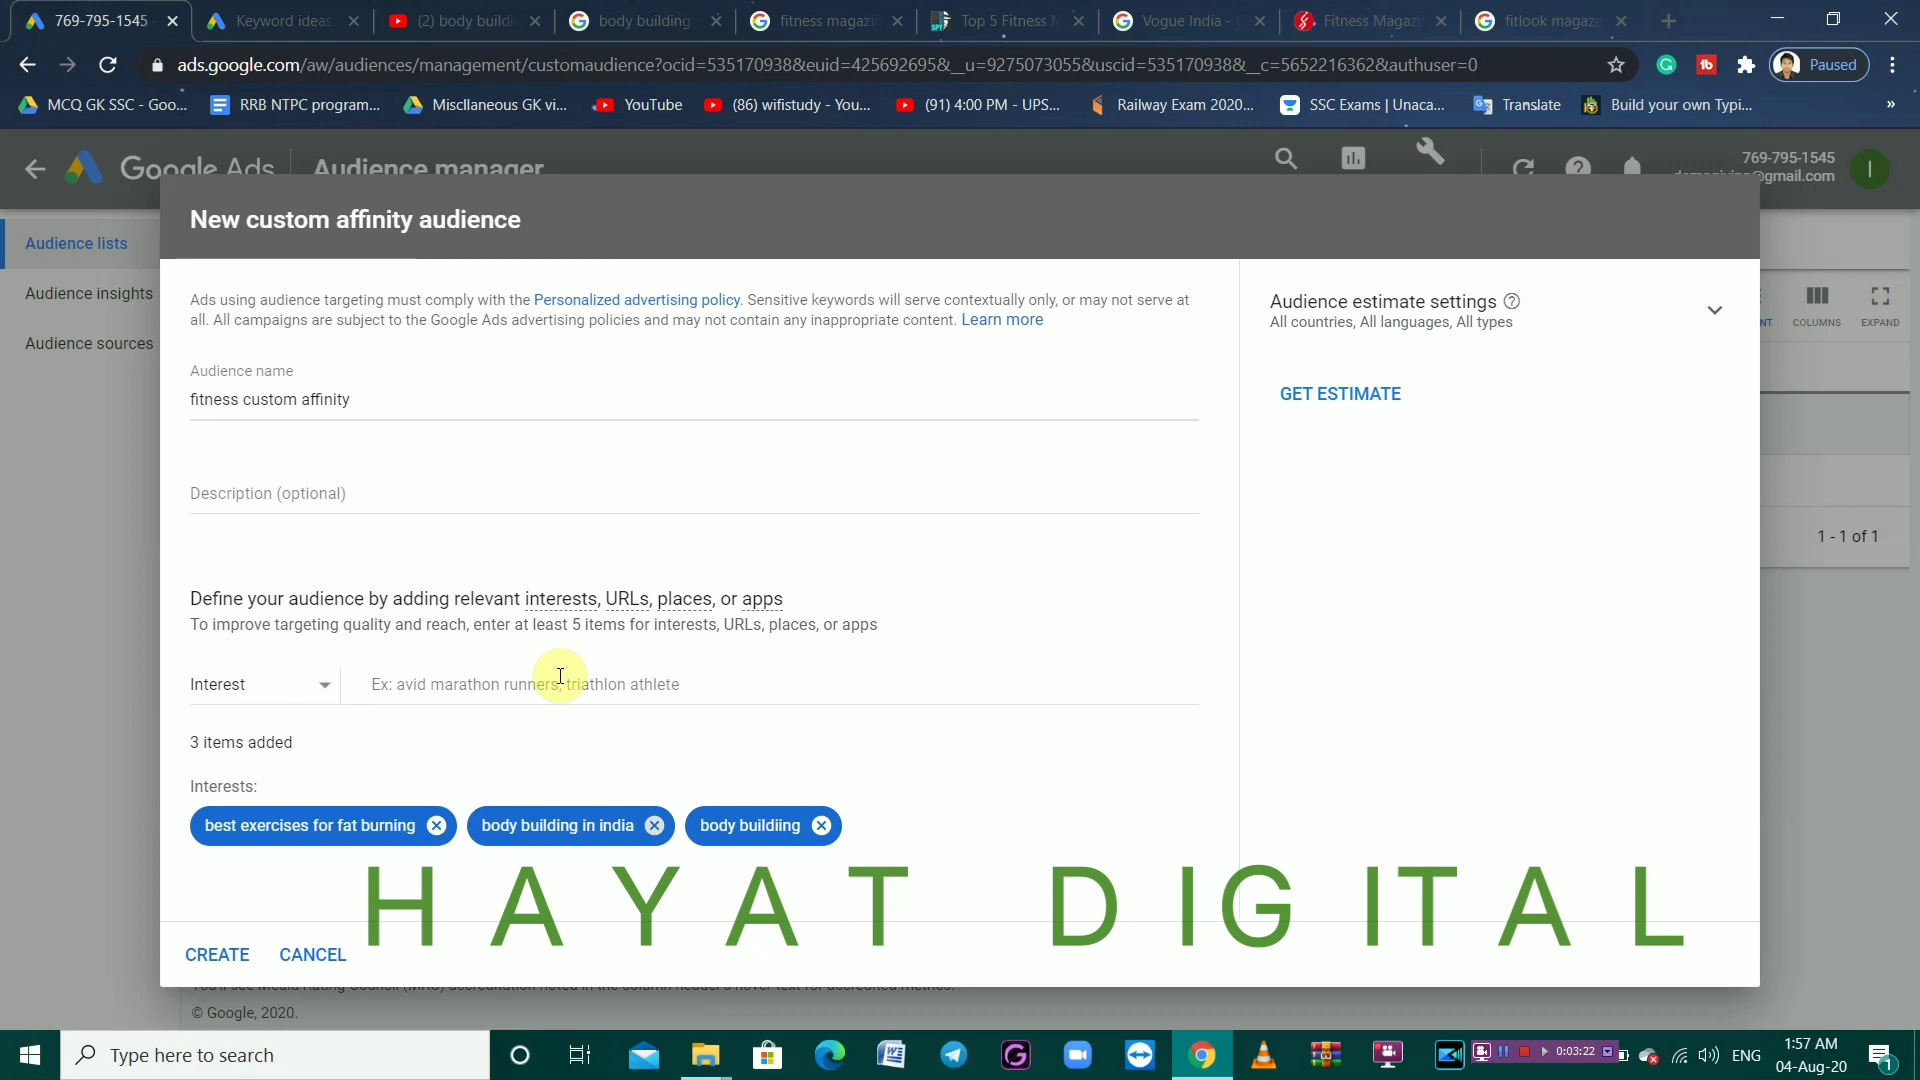 769-795-1545
Keyword ideas
(2) body buildi
body building
fitness magazin
Top 5 Fitness M
Vogue India -
Fitness Magazi
fitlook magazi
ads.google.com/aw/audiences/management/customaudience?ocid=535170938&euid=425692695&__u=9275073055&uscid=535170938&__c=5652216362&authuser=0
Paused
MCQ GK SSC - Goo...
RRB NTPC program...
Miscllaneous GK vi...
YouTube
(86) wifistudy - You...
(91) 4:00 PM - UPS...
Railway Exam 2020...
SSC Exams | Unaca...
Translate
Build your own Typi...
»
Google Ads
Audience manager
769-795-1545
@gmail.com
I
New custom affinity audience
Audience lists
Audience insights
Audience sources
COLUMNS
EXPAND
1 - 1 of 1
Ads using audience targeting must comply with the Personalized advertising policy. Sensitive keywords will serve contextually only, or may not serve at
all. All campaigns are subject to the Google Ads advertising policies and may not contain any inappropriate content. Learn more
Audience name
fitness custom affinity
Description (optional)
Define your audience by adding relevant interests, URLs, places, or apps
To improve targeting quality and reach, enter at least 5 items for interests, URLs, places, or apps
Interest
Ex: avid marathon runners, triathlon athlete
3 items added
Interests:
best exercises for fat burning
body building in india
body buildiing
Audience estimate settings
All countries, All languages, All types
GET ESTIMATE
HAYAT DIGITAL
CREATE
CANCEL
© Google, 2020.
Type here to search
0:03:22
ENG
1:57 AM
04-Aug-20
1